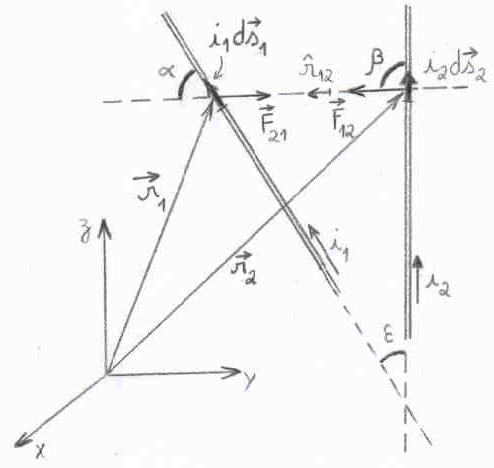 i₁ds⃗₁
α
r̂₁₂
β
i₂ds⃗₂
F⃗₂₁
F⃗₁₂
r⃗₁
z
r⃗₂
i₁
i₂
ε
y
x